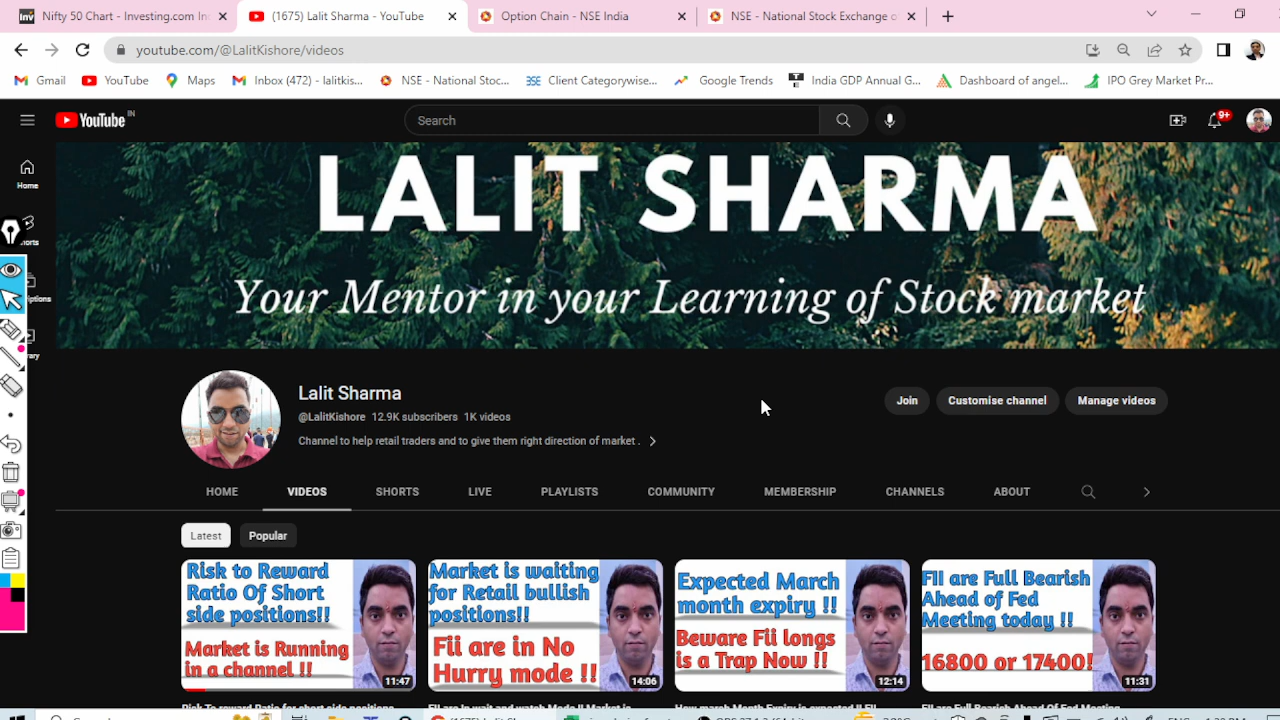 Nifty 50 Chart - Investing.com In
(1675) Lalit Sharma - YouTube
Option Chain - NSE India
NSE - National Stock Exchange o
youtube.com/@LalitKishore/videos
Gmail
YouTube
Maps
Inbox (472) - lalitkis...
NSE - National Stoc...
Client Categorywise...
Google Trends
India GDP Annual G...
Dashboard of angel...
IPO Grey Market Pr...
YouTube IN
Search
9+
Home
LALIT SHARMA
Your Mentor in your Learning of Stock market
Lalit Sharma
@LalitKishore 12.9K subscribers 1K videos
Channel to help retail traders and to give them right direction of market .
Join
Customise channel
Manage videos
HOME
VIDEOS
SHORTS
LIVE
PLAYLISTS
COMMUNITY
MEMBERSHIP
CHANNELS
ABOUT
Latest
Popular
Risk to Reward
Ratio Of Short
side positions!!
Market is Running
in a channel !!
11:47
Market is waiting
for Retail bullish
positions!!
Fii are in No
Hurry mode !!
14:06
Expected March
month expiry !!
Beware Fii longs
is a Trap Now !!
12:14
FII are Full Bearish
Ahead of Fed
Meeting today !!
16800 or 17400!
11:31